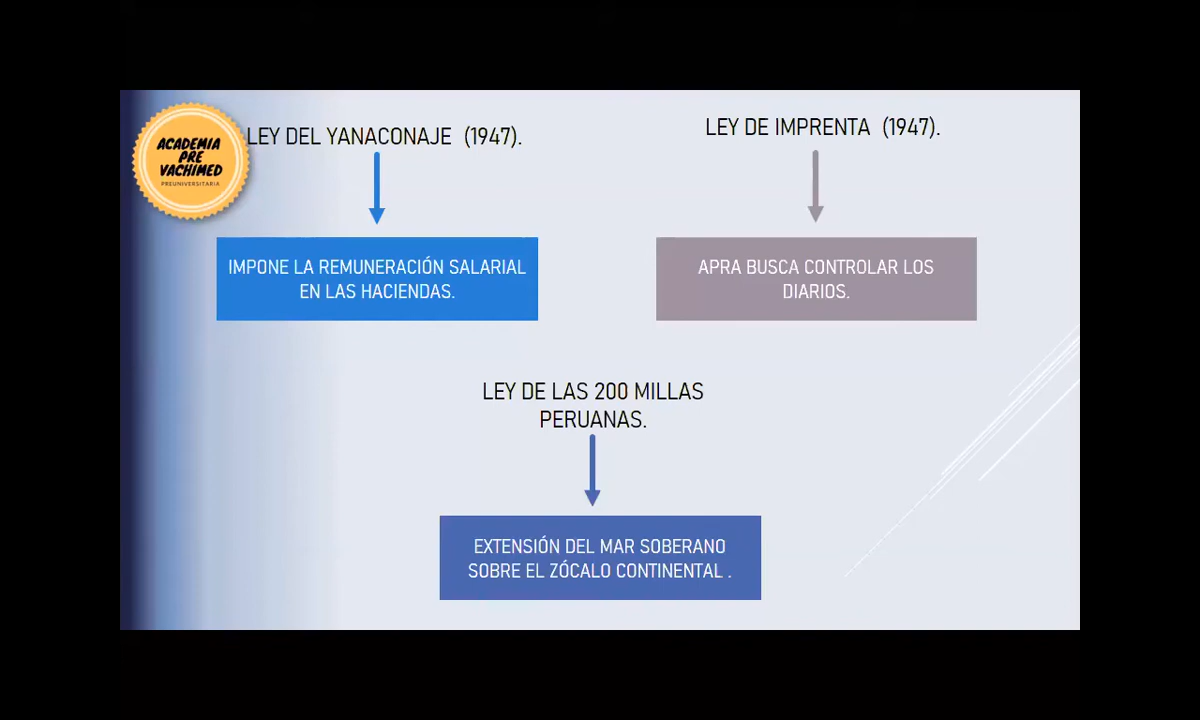 ACADEMIA
PRE
VACHIMED
PREUNIVERSITARIA
LEY DEL YANACONAJE (1947).
IMPONE LA REMUNERACIÓN SALARIAL
EN LAS HACIENDAS.
LEY DE IMPRENTA (1947).
APRA BUSCA CONTROLAR LOS
DIARIOS.
LEY DE LAS 200 MILLAS
PERUANAS.
EXTENSIÓN DEL MAR SOBERANO
SOBRE EL ZÓCALO CONTINENTAL .